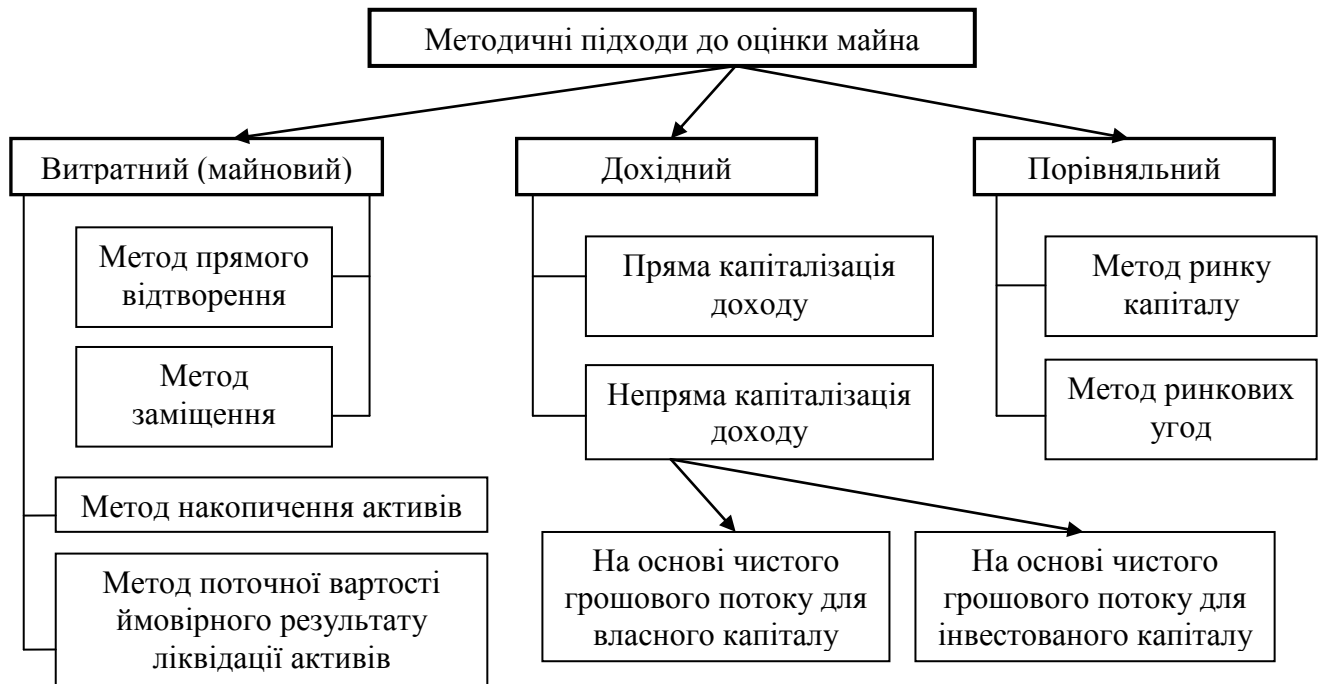 Методичні підходи до оцінки майна
Витратний (майновий)
Дохідний
Порівняльний
Метод прямого
відтворення
Пряма капіталізація
доходу
Метод ринку
капіталу
Метод
заміщення
Непряма капіталізація
доходу
Метод ринкових
угод
Метод накопичення активів
Метод поточної вартості
ймовірного результату
ліквідації активів
На основі чистого
грошового потоку для
власного капіталу
На основі чистого
грошового потоку для
інвестованого капіталу